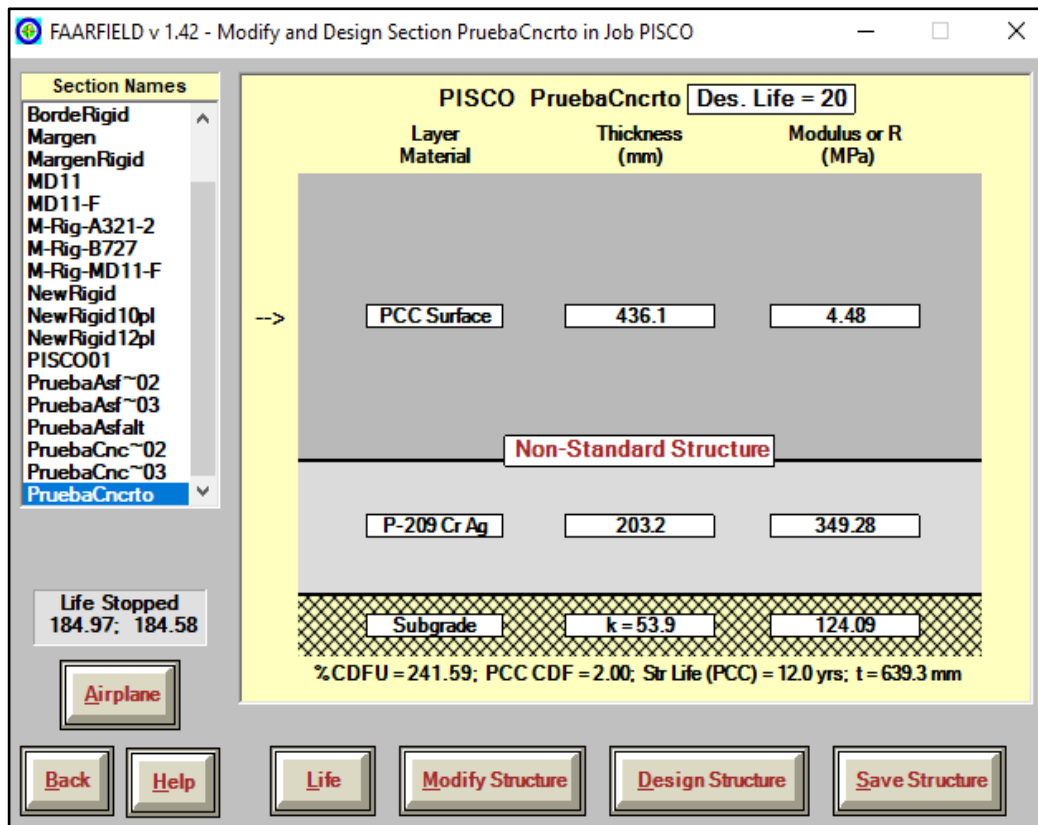 FAARFIELD v 1.42 - Modify and Design Section PruebaCncrto in Job PISCO
Section Names
BordeRigid
Margen
MargenRigid
MD11
MD11-F
M-Rig-A321-2
M-Rig-B727
M-Rig-MD11-F
NewRigid
NewRigid10pl
NewRigid12pl
PISCO01
PruebaAsf~02
PruebaAsf~03
PruebaAsfalt
PruebaCnc~02
PruebaCnc~03
PruebaCncrto
Life Stopped
184.97; 184.58
Airplane
Back Help
PISCO PruebaCncrto Des. Life = 20
Layer Material Thickness (mm) Modulus or R (MPa)
--> PCC Surface 436.1 4.48
Non-Standard Structure
P-209 Cr Ag 203.2 349.28
Subgrade k = 53.9 124.09
%CDFU = 241.59; PCC CDF = 2.00; Str Life (PCC) = 12.0 yrs; t = 639.3 mm
Life Modify Structure Design Structure Save Structure